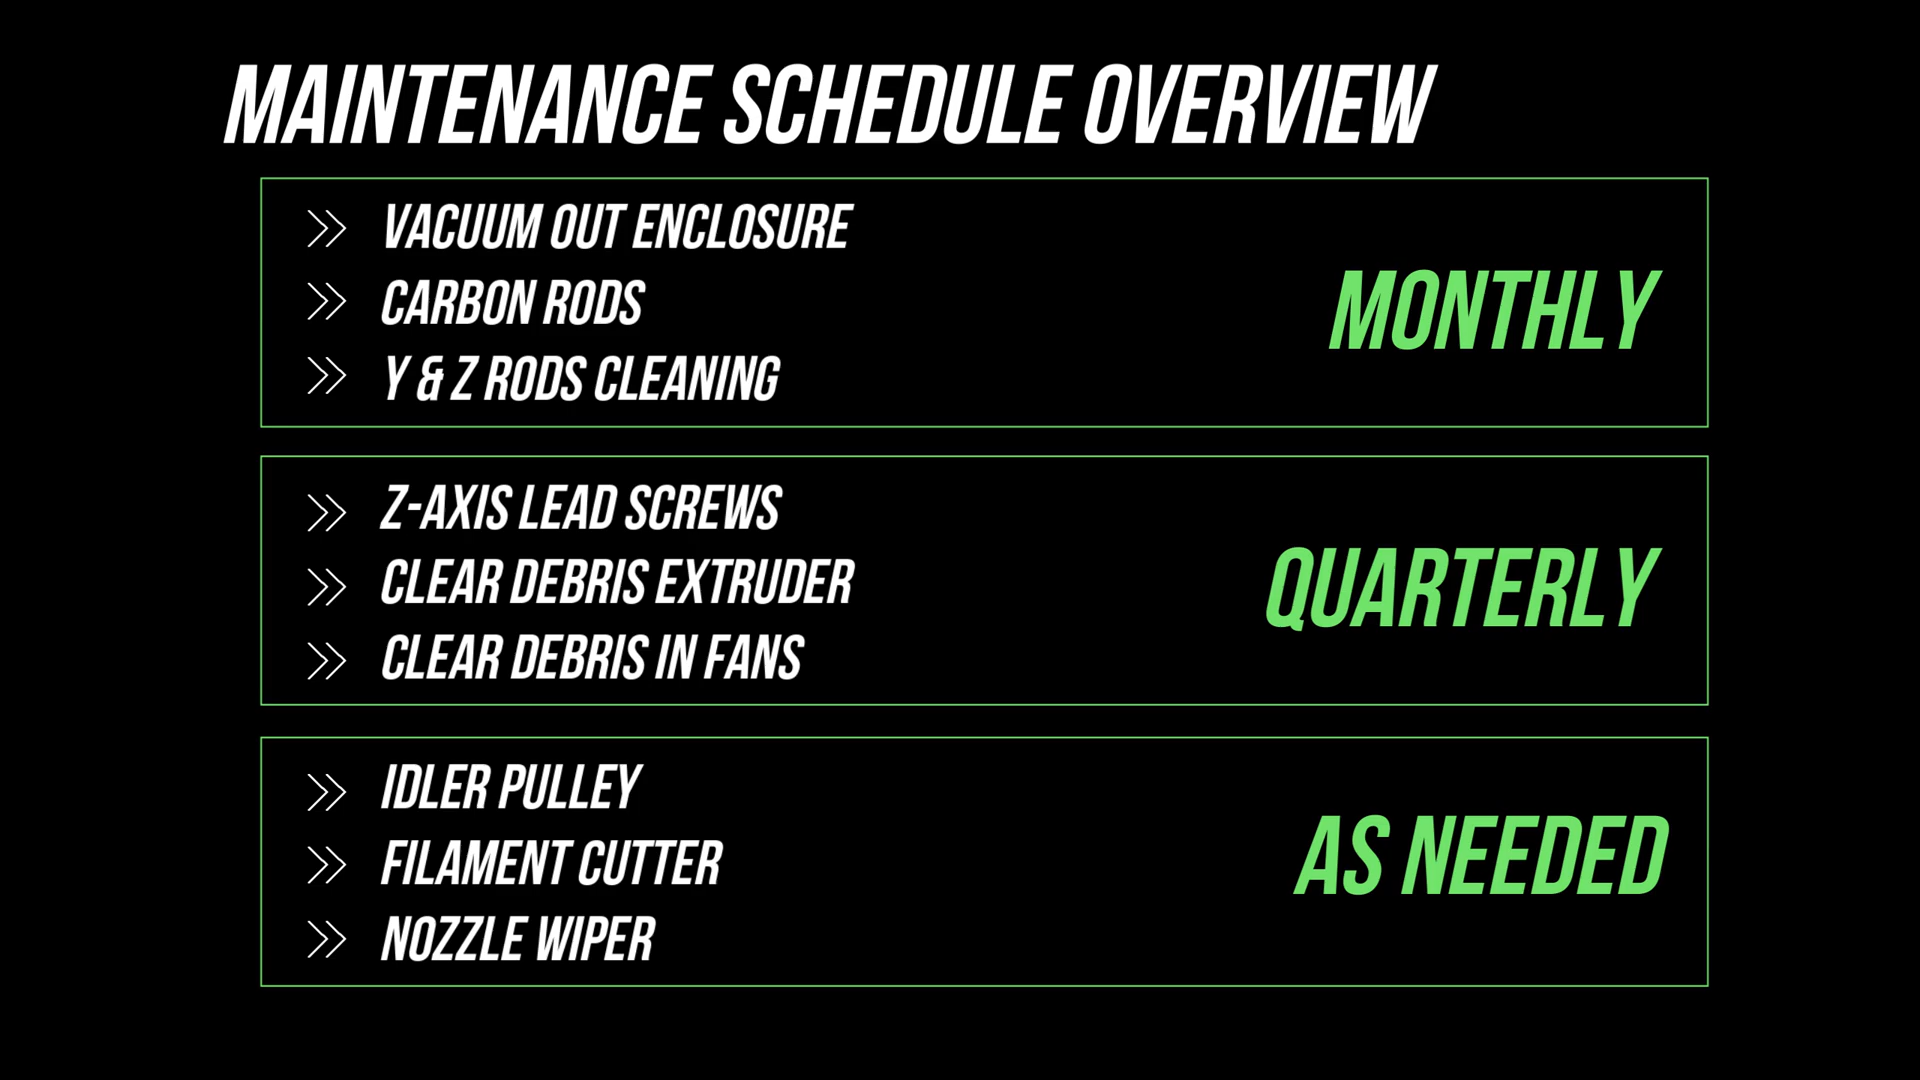 MAINTENANCE SCHEDULE OVERVIEW
VACUUM OUT ENCLOSURE
CARBON RODS
Y & Z RODS CLEANING
MONTHLY
Z-AXIS LEAD SCREWS
CLEAR DEBRIS EXTRUDER
CLEAR DEBRIS IN FANS
QUARTERLY
IDLER PULLEY
FILAMENT CUTTER
NOZZLE WIPER
AS NEEDED